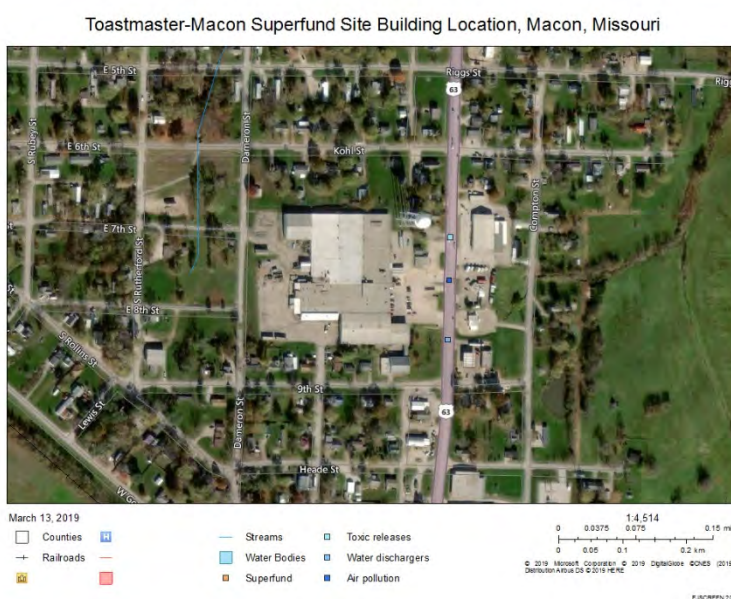 Toastmaster-Macon Superfund Site Building Location, Macon, Missouri
E 5th St
Riggs St
63
S Rubey St
E 6th St
Dameron St
Kohl St
Compton St
E 7th St
S Rutherford St
E 8th St
S Rollins St
9th St
63
Lewis St
Dameron St
Heade St
March 13, 2019
Counties
H
Streams
Toxic releases
Railroads
Water Bodies
Water dischargers
Superfund
Air pollution
1:4,514
0 0.0375 0.075 0.15 mi
0 0.05 0.1 0.2 km
© 2019 Microsoft Corporation © 2019 DigitalGlobe ©CNES (2019)
Distribution Airbus DS © 2019 HERE